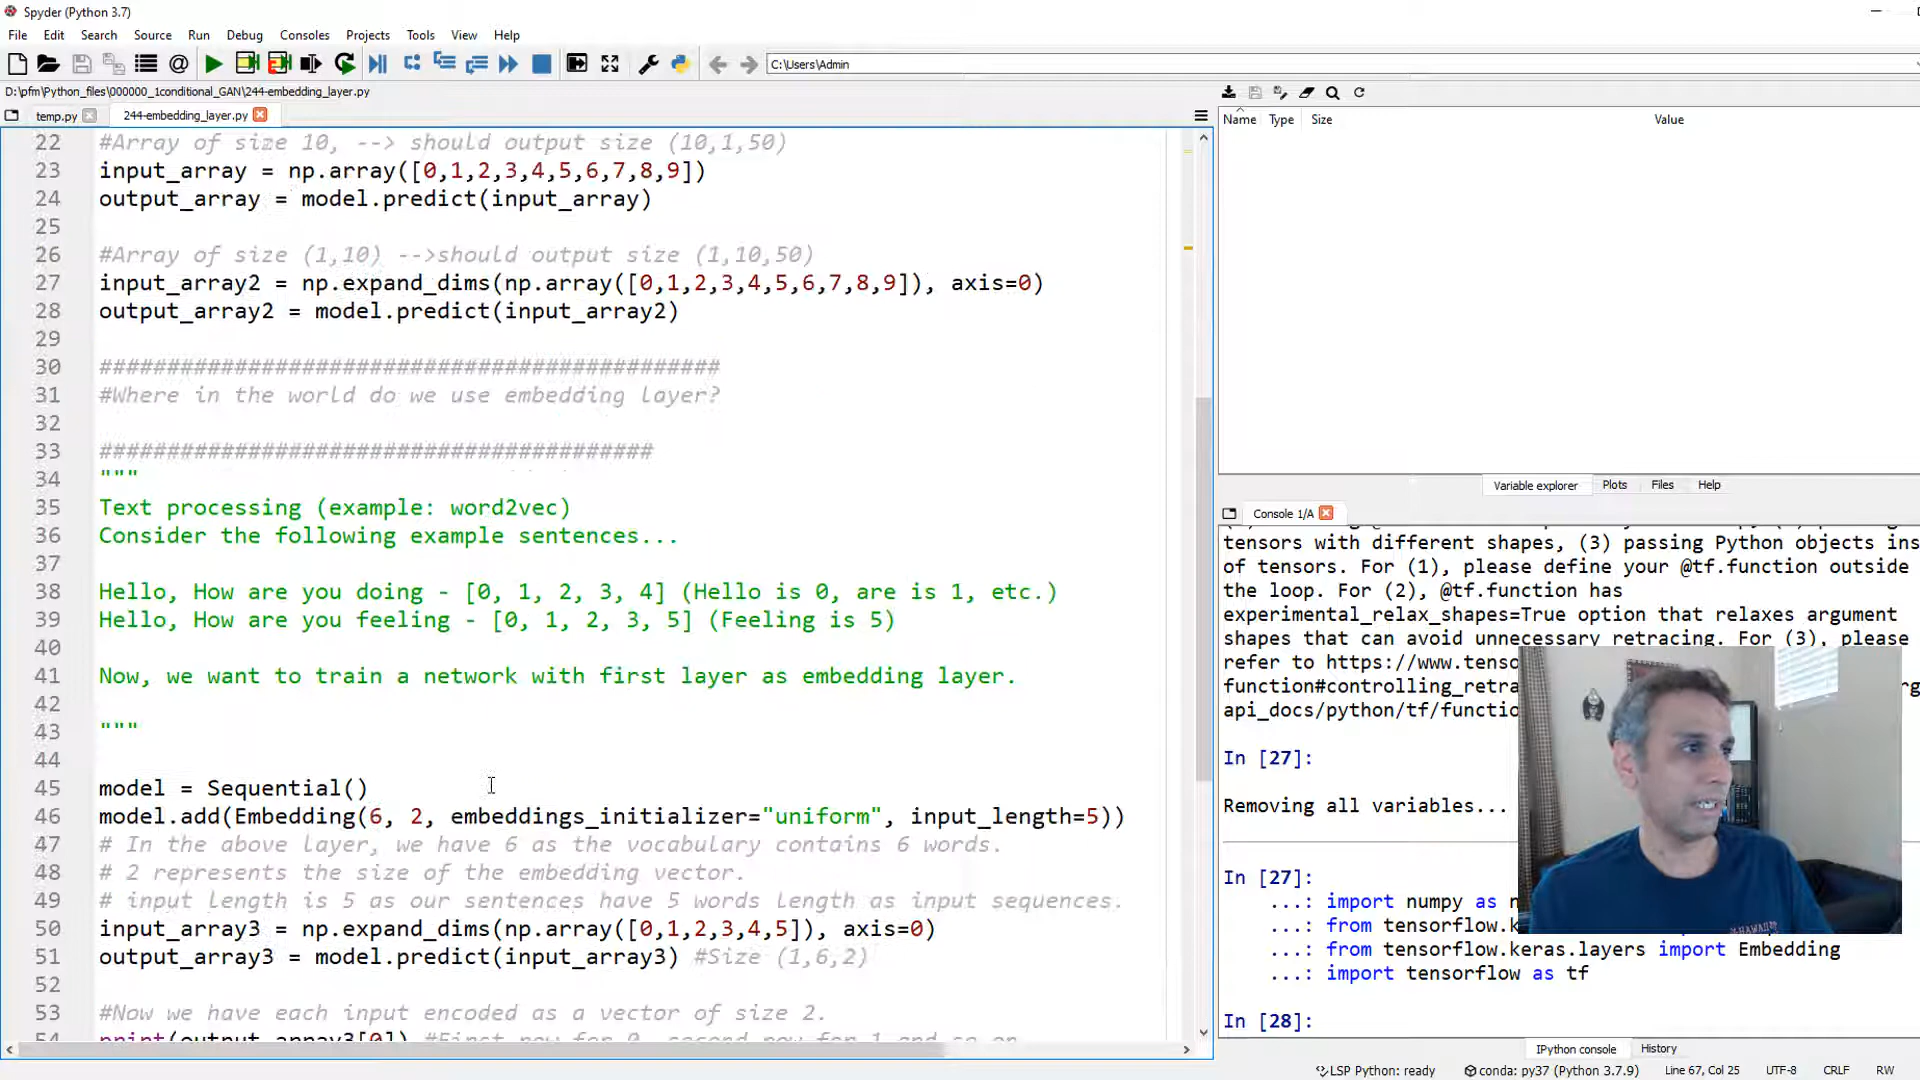 Spyder (Python 3.7)
File Edit Search Source Run Debug Consoles Projects Tools View Help
C:\Users\Admin
D:\pfm\Python_files\000000_1conditional_GAN\244-embedding_layer.py
temp.py 244-embedding_layer.py
22 #Array of size 10, --> should output size (10,1,50)
23 input_array = np.array([0,1,2,3,4,5,6,7,8,9])
24 output_array = model.predict(input_array)
25
26 #Array of size (1,10) -->should output size (1,10,50)
27 input_array2 = np.expand_dims(np.array([0,1,2,3,4,5,6,7,8,9]), axis=0)
28 output_array2 = model.predict(input_array2)
29
30 ##############################################
31 #Where in the world do we use embedding layer?
32
33 #########################################
34 """
35 Text processing (example: word2vec)
36 Consider the following example sentences...
37
38 Hello, How are you doing - [0, 1, 2, 3, 4] (Hello is 0, are is 1, etc.)
39 Hello, How are you feeling - [0, 1, 2, 3, 5] (Feeling is 5)
40
41 Now, we want to train a network with first layer as embedding layer.
42
43 """
44
45 model = Sequential()
46 model.add(Embedding(6, 2, embeddings_initializer="uniform", input_length=5))
47 # In the above layer, we have 6 as the vocabulary contains 6 words.
48 # 2 represents the size of the embedding vector.
49 # input length is 5 as our sentences have 5 words length as input sequences.
50 input_array3 = np.expand_dims(np.array([0,1,2,3,4,5]), axis=0)
51 output_array3 = model.predict(input_array3) #Size (1,6,2)
52
53 #Now we have each input encoded as a vector of size 2.
54 print(output_array3[0]) #First row for 0, second row for 1 and so on
Name Type Size Value
Variable explorer Plots Files Help
Console 1/A
tensors with different shapes, (3) passing Python objects ins
of tensors. For (1), please define your @tf.function outside
the loop. For (2), @tf.function has
experimental_relax_shapes=True option that relaxes argument
shapes that can avoid unnecessary retracing. For (3), please
refer to https://www.tenso
function#controlling_retra
api_docs/python/tf/functio
In [27]:
Removing all variables...
In [27]:
...: import numpy as n
...: from tensorflow.k
...: from tensorflow.keras.layers import Embedding
...: import tensorflow as tf
In [28]:
IPython console History
LSP Python: ready conda: py37 (Python 3.7.9) Line 67, Col 25 UTF-8 CRLF RW